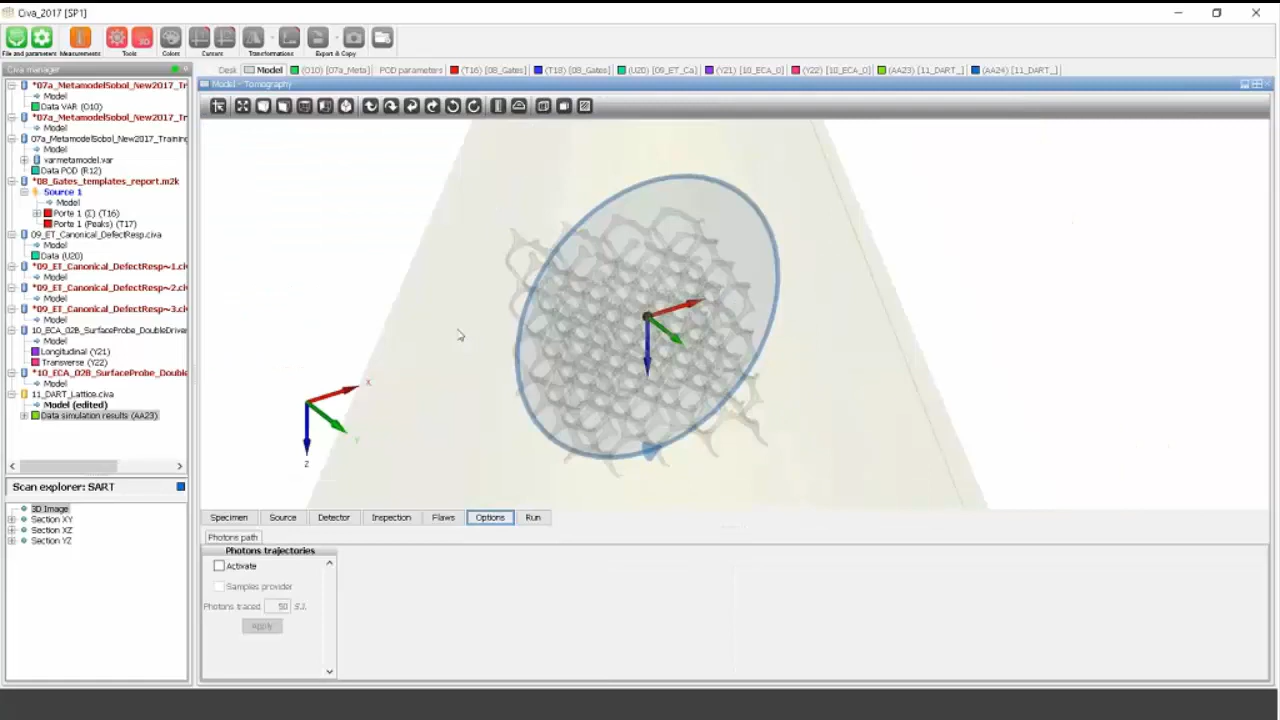 Civa_2017 [SP1]
File and parameters Measurements Tools Colors Cursors Transformations Export & Copy
Civa manager
Desk Model (O10) [07a_Meta] POD parameters (T16) [08_Gates] (T18) [08_Gates] (U20) [09_ET_Ca] (Y21) [10_ECA_0] (Y22) [10_ECA_0] (AA23) [11_DART_] (AA24) [11_DART_]
Model - Tomography
*07a_MetamodelSobol_New2017_Tr
Model
Data VAR (O10)
*07a_MetamodelSobol_New2017_Tr
Model
07a_MetamodelSobol_New2017_Training
Model
varmetamodel.var
Data POD (R12)
*08_Gates_templates_report.m2k
Source 1
Model
Porte 1 (Σ) (T16)
Porte 1 (Peaks) (T17)
09_ET_Canonical_DefectResp.civa
Model
Data (U20)
*09_ET_Canonical_DefectResp~1.civ
Model
*09_ET_Canonical_DefectResp~2.civ
Model
*09_ET_Canonical_DefectResp~3.civ
Model
10_ECA_02B_SurfaceProbe_DoubleDriver
Model
Longitudinal (Y21)
Transverse (Y22)
*10_ECA_02B_SurfaceProbe_Double
Model
11_DART_Lattice.civa
Model (edited)
Data simulation results (AA23)
Scan explorer: SART
3D Image
Section XY
Section XZ
Section YZ
X
Y
Z
Specimen Source Detector Inspection Flaws Options Run
Photons path
Photons trajectories
Activate
Samples provider
Photons traced 50 S.I.
Apply